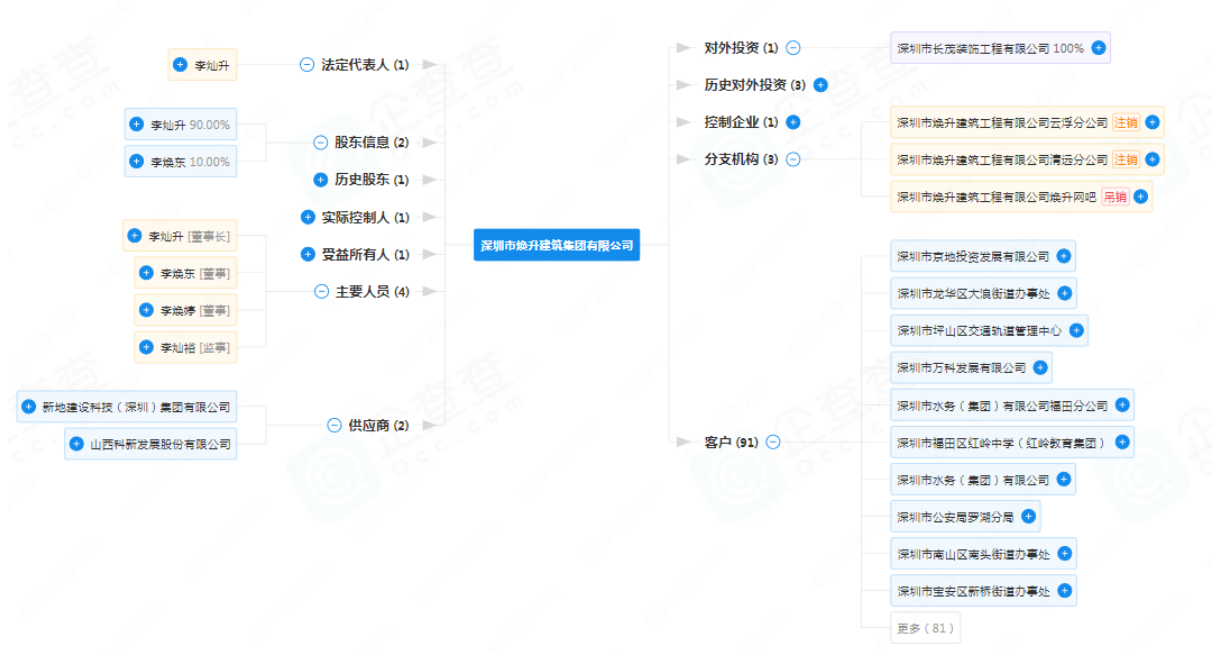 李灿升
法定代表人 (1)
李灿升 90.00%
李焕东 10.00%
股东信息 (2)
历史股东 (1)
实际控制人 (1)
受益所有人 (1)
李灿升 [董事长]
李焕东 [董事]
李焕婷 [董事]
李灿裕 [监事]
主要人员 (4)
新地建设科技（深圳）集团有限公司
山西科新发展股份有限公司
供应商 (2)
深圳市焕升建筑集团有限公司
对外投资 (1)
深圳市长茂装饰工程有限公司 100%
历史对外投资 (3)
控制企业 (1)
分支机构 (3)
深圳市焕升建筑工程有限公司云浮分公司 注销
深圳市焕升建筑工程有限公司清远分公司 注销
深圳市焕升建筑工程有限公司焕升网吧 吊销
客户 (91)
深圳市京地投资发展有限公司
深圳市龙华区大浪街道办事处
深圳市坪山区交通轨道管理中心
深圳市万科发展有限公司
深圳市水务（集团）有限公司福田分公司
深圳市福田区红岭中学（红岭教育集团）
深圳市水务（集团）有限公司
深圳市公安局罗湖分局
深圳市南山区南头街道办事处
深圳市宝安区新桥街道办事处
更多（81）
企查查
Qcc.com